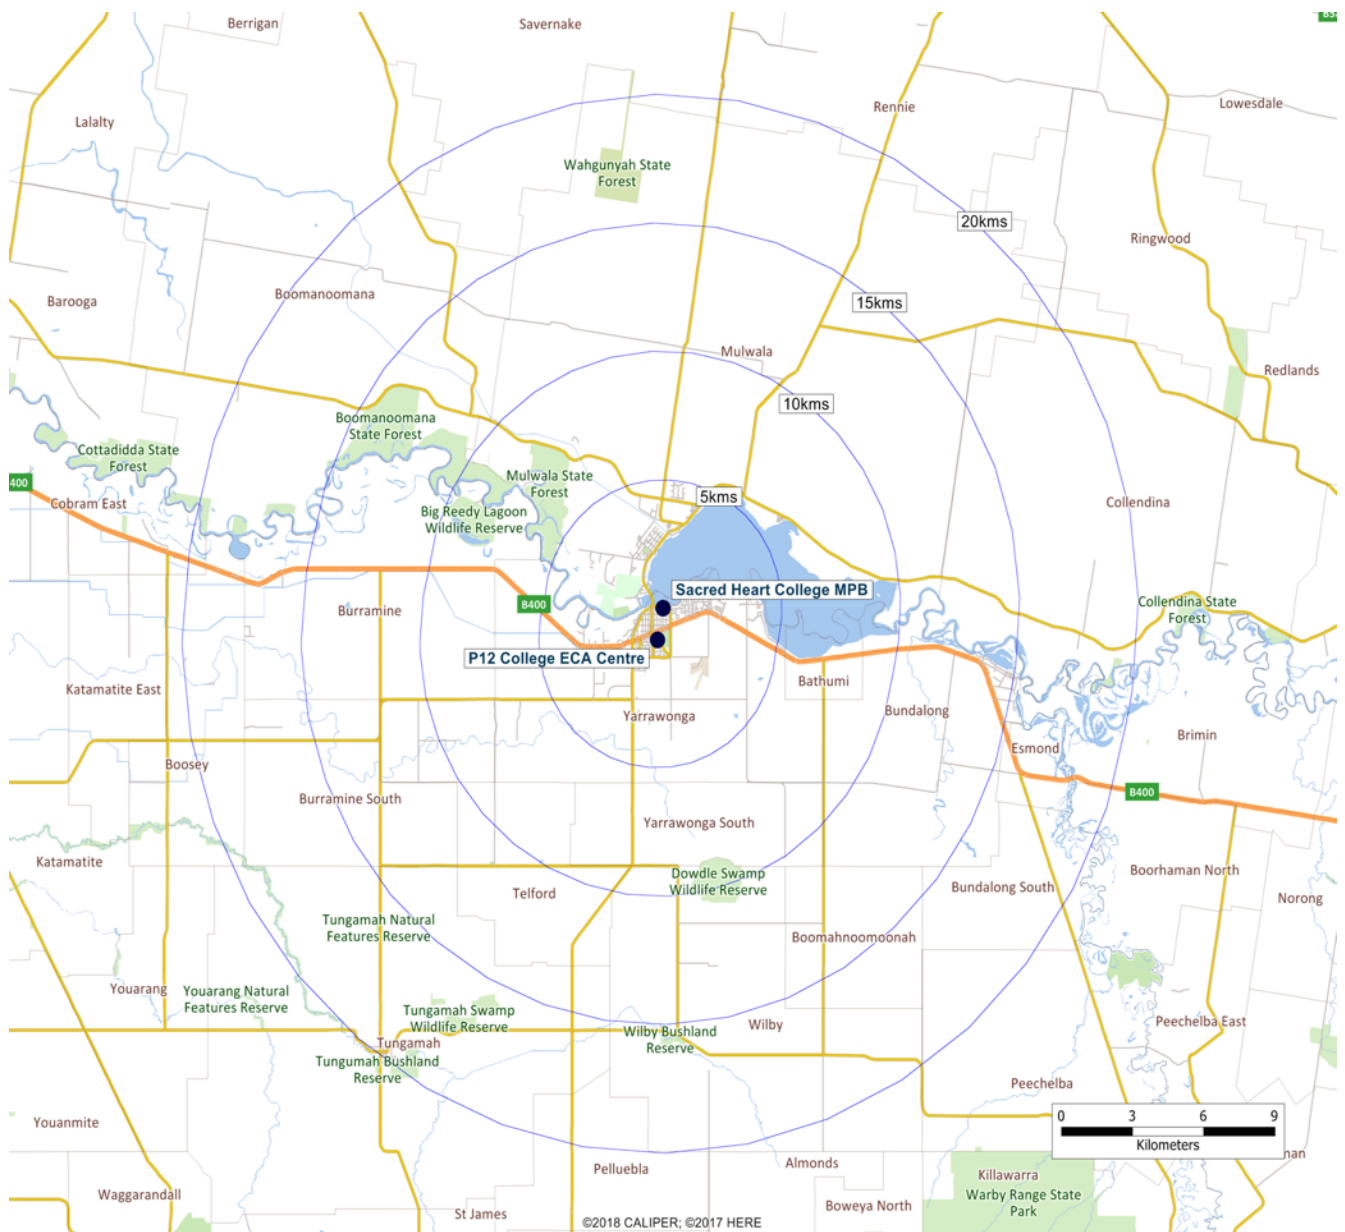 Berrigan
Savernake
B58
Lalalty
Rennie
Lowesdale
Wahgunyah State
Forest
20kms
Ringwood
Barooga
Boomanoomana
15kms
Mulwala
Redlands
10kms
Boomanoomana
State Forest
Cottadidda State
Forest
Mulwala State
Forest
400
Cobram East
5kms
Big Reedy Lagoon
Wildlife Reserve
Collendina
Sacred Heart College MPB
B400
Burramine
Collendina State
Forest
P12 College ECA Centre
Katamatite East
Bathumi
Yarrawonga
Bundalong
Esmond
Brimin
Boosey
B400
Burramine South
Yarrawonga South
Katamatite
Dowdle Swamp
Wildlife Reserve
Boorhaman North
Telford
Bundalong South
Norong
Tungamah Natural
Features Reserve
Boomahnoomoonah
Youarang
Youarang Natural
Features Reserve
Tungamah Swamp
Wildlife Reserve
Wilby Bushland
Reserve
Wilby
Peechelba East
Tungamah
Tungumah Bushland
Reserve
Peechelba
0 3 6 9
Kilometers
Youanmite
man
Pelluebla
Almonds
Killawarra
Waggarandall
Warby Range State
Park
St James
Boweya North
©2018 CALIPER; ©2017 HERE